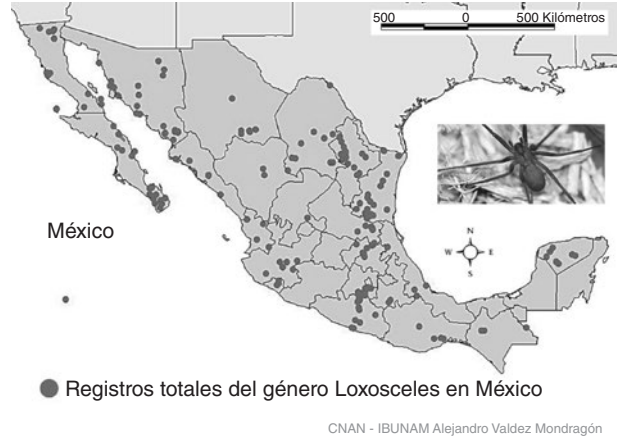 500 0 500 Kilómetros
México
N
W E
S
Registros totales del género Loxosceles en México
CNAN - IBUNAM Alejandro Valdez Mondragón